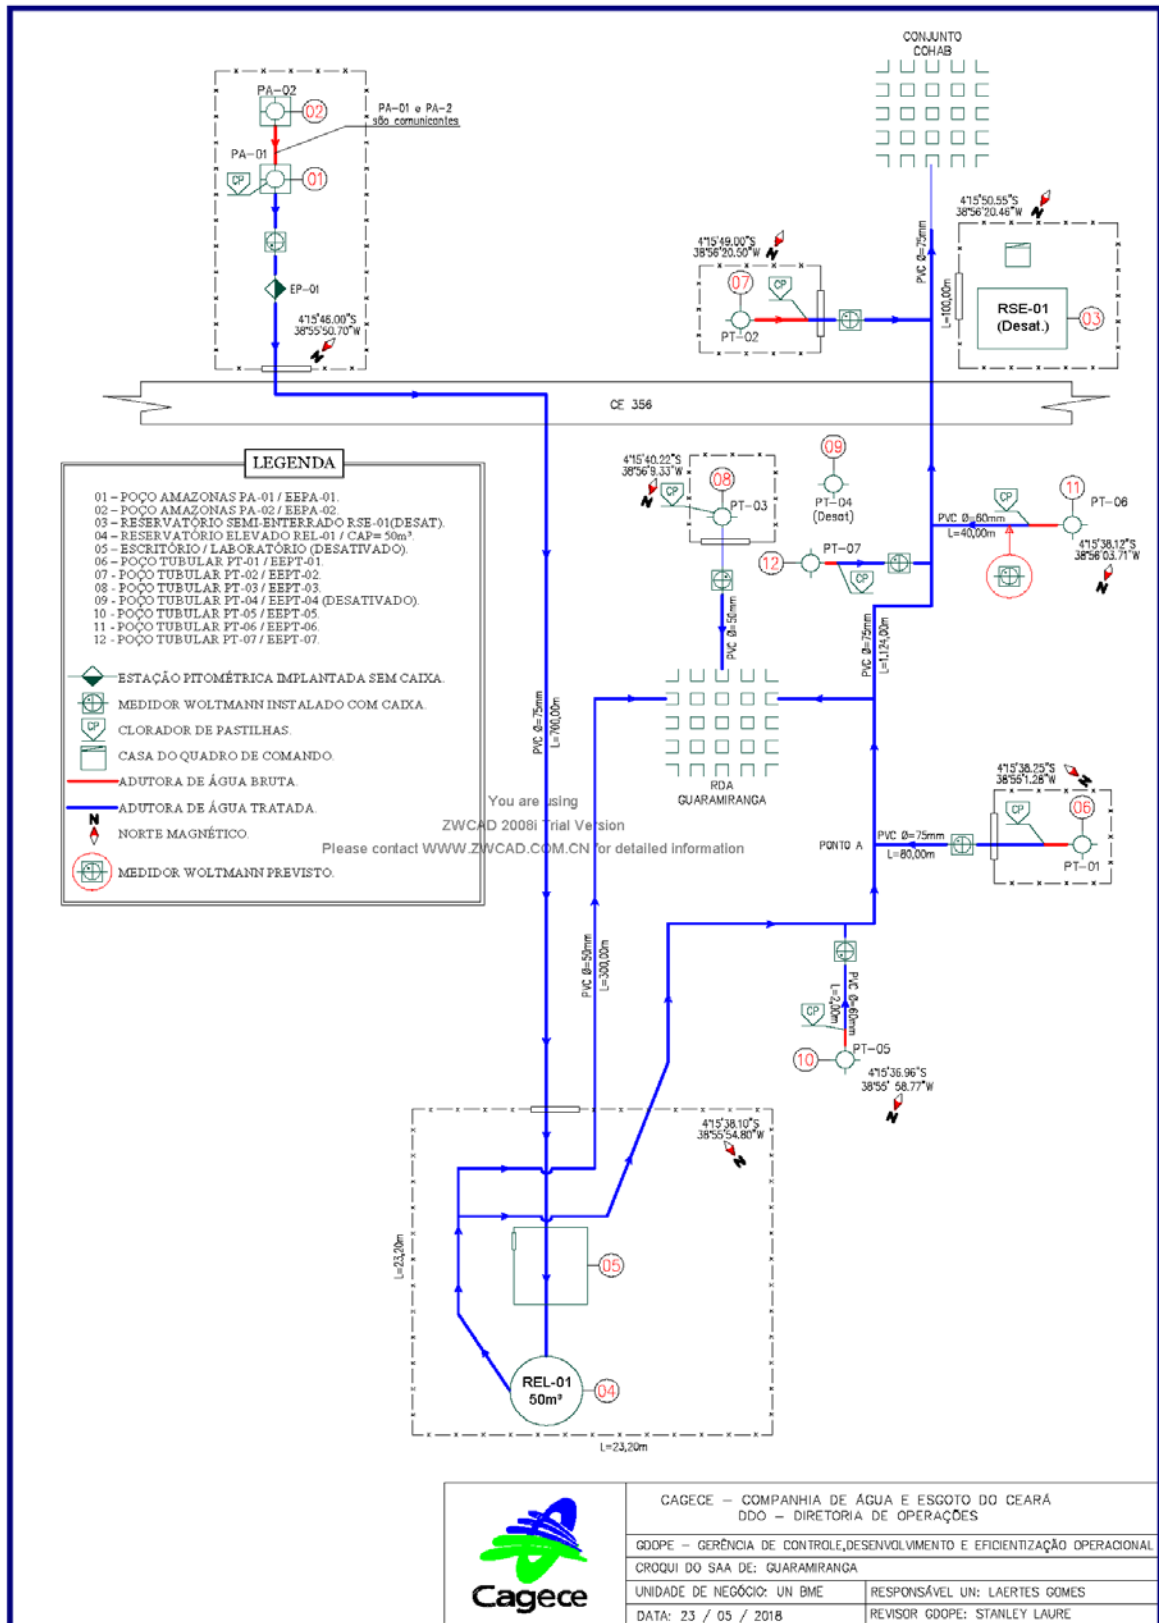 CONJUNTO
COHAB
PA-02
02
PA-01 e PA-2
são comunicantes
PA-01
CP
01
EP-01
4°15'46.00"S
38°55'50.70"W
N
4°15'50.55"S
38°56'20.46"W
N
4°15'49.00"S
38°56'20.50"W
N
07
CP
PT-02
PVC Ø=75mm
L=100,00m
RSE-01
(Desat.)
03
CE 356
LEGENDA
01 – POÇO AMAZONAS PA-01 / EEPA-01.
02 – POÇO AMAZONAS PA-02 / EEPA-02.
03 – RESERVATÓRIO SEMI-ENTERRADO RSE-01(DESAT).
04 – RESERVATÓRIO ELEVADO REL-01 / CAP= 50m³.
05 – ESCRITÓRIO / LABORATÓRIO (DESATIVADO).
06 - POÇO TUBULAR PT-01 / EEPT-01.
07 - POÇO TUBULAR PT-02 / EEPT-02.
08 - POÇO TUBULAR PT-03 / EEPT-03.
09 - POÇO TUBULAR PT-04 / EEPT-04 (DESATIVADO).
10 - POÇO TUBULAR PT-05 / EEPT-05.
11 - POÇO TUBULAR PT-06 / EEPT-06.
12 - POÇO TUBULAR PT-07 / EEPT-07.
ESTAÇÃO PITOMÉTRICA IMPLANTADA SEM CAIXA.
MEDIDOR WOLTMANN INSTALADO COM CAIXA.
CP
CLORADOR DE PASTILHAS.
CASA DO QUADRO DE COMANDO.
ADUTORA DE ÁGUA BRUTA.
ADUTORA DE ÁGUA TRATADA.
N
NORTE MAGNÉTICO.
MEDIDOR WOLTMANN PREVISTO.
4°15'40.22"S
38°56'9.33"W
N
CP
08
PT-03
09
PT-04
(Desat)
CP
11
PT-06
PVC Ø=60mm
L=40,00m
4°15'38.12"S
38°56'03.71"W
N
12
PT-07
CP
PVC Ø=50mm
PVC Ø=75mm
L=1.124,00m
PVC Ø=75mm
L=700,00m
RDA
GUARAMIRANGA
You are using
ZWCAD 2008i Trial Version
Please contact WWW.ZWCAD.COM.CN for detailed information
4°15'38.25"S
38°55'1.28"W
N
CP
06
PT-01
PONTO A
PVC Ø=75mm
L=80,00m
PVC Ø=50mm
L=300,00m
PVC Ø=60mm
L=2,00m
CP
PT-05
10
4°15'36.96"S
38°55' 58.77"W
N
4°15'38.10"S
38°55'54.80"W
N
L=23,20m
05
REL-01
50m³
04
L=23,20m
Cagece
CAGECE – COMPANHIA DE ÁGUA E ESGOTO DO CEARÁ
DDO – DIRETORIA DE OPERAÇÕES
GDOPE – GERÊNCIA DE CONTROLE,DESENVOLVIMENTO E EFICIENTIZAÇÃO OPERACIONAL
CROQUI DO SAA DE: GUARAMIRANGA
UNIDADE DE NEGÓCIO: UN BME
RESPONSÁVEL UN: LAERTES GOMES
DATA: 23 / 05 / 2018
REVISOR GDOPE: STANLEY LAURE